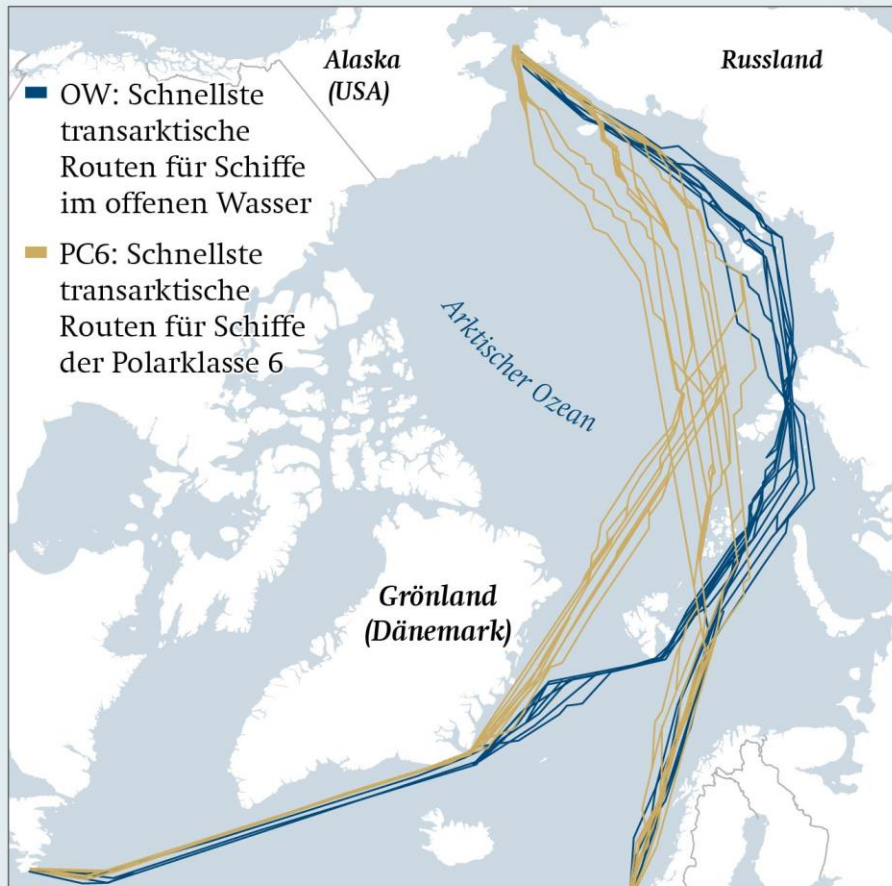 Alaska
(USA)
Russland
OW: Schnellste
transarktische
Routen für Schiffe
im offenen Wasser
PC6: Schnellste
transarktische
Routen für Schiffe
der Polarklasse 6
Arktischer Ozean
Grönland
(Dänemark)